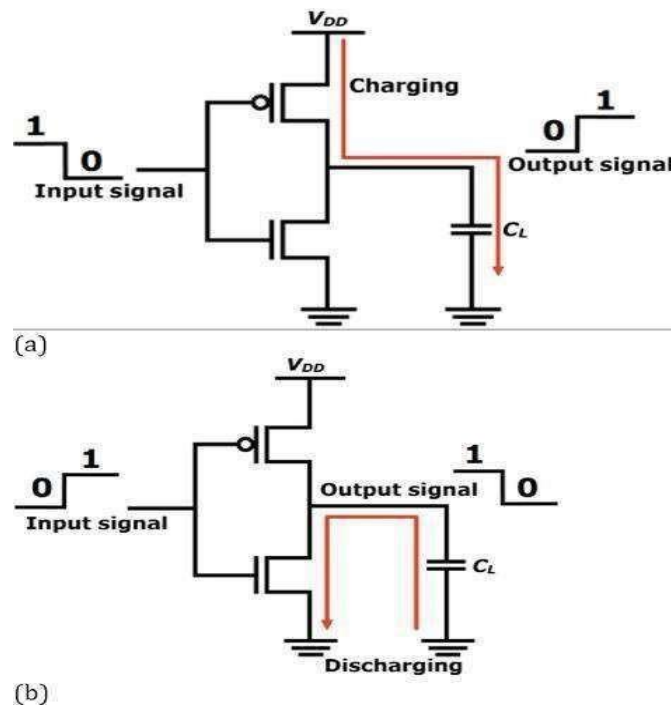 VDD
Charging
1
0
Input signal
0
1
Output signal
CL
(a)
VDD
0
1
Input signal
Output signal
1
0
CL
Discharging
(b)